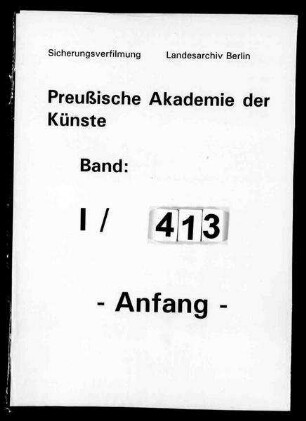 Sicherungsverfilmung Landesarchiv Berlin
Preußische Akademie der
Künste
Band:
I / 413
- Anfang -